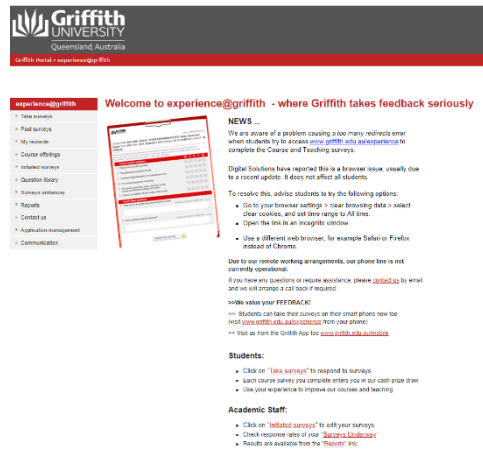 Griffith
UNIVERSITY
Queensland, Australia
Griffith Portal > experience@griffith
experience@griffith
Take surveys
Past surveys
My rewards
Course offerings
Initiated surveys
Question library
Surveys underway
Reports
Contact us
Application management
Communication
Welcome to experience@griffith - where Griffith takes feedback seriously
NEWS ...
We are aware of a problem causing a too many redirects error
when students try to access www.griffith.edu.au/experience to
complete the Course and Teaching surveys.
Digital Solutions have reported this is a browser issue, usually due
to a recent update. It does not affect all students.
To resolve this, advise students to try the following options:
Go to your browser settings > clear browsing data > select
clear cookies, and set time range to All time.
Open the link in an incognito window
Use a different web browser, for example Safari or Firefox
instead of Chrome.
Due to our remote working arrangements, our phone line is not
currently operational.
If you have any questions or require assistance, please contact us by email
and we will arrange a call back if required.
>>We value your FEEDBACK!
>> Students can take their surveys on their smart phone now too
(visit www.griffith.edu.au/experience from your phone)
>> Visit us from the Griffith App too www.griffith.edu.au/mobile
Students:
Click on "Take surveys" to respond to surveys
Each course survey you complete enters you in our cash prize draw
Use your experience to improve our courses and teaching
Academic Staff:
Click on "Initiated surveys" to edit your surveys
Check response rates of your "Surveys Underway"
Results are available from the "Reports" link